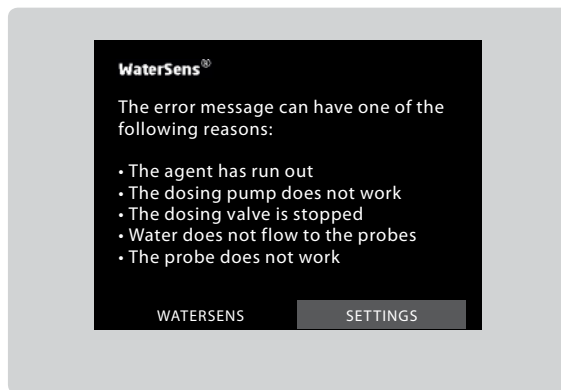 WaterSens®
The error message can have one of the
following reasons:
• The agent has run out
• The dosing pump does not work
• The dosing valve is stopped
• Water does not flow to the probes
• The probe does not work
WATERSENS
SETTINGS